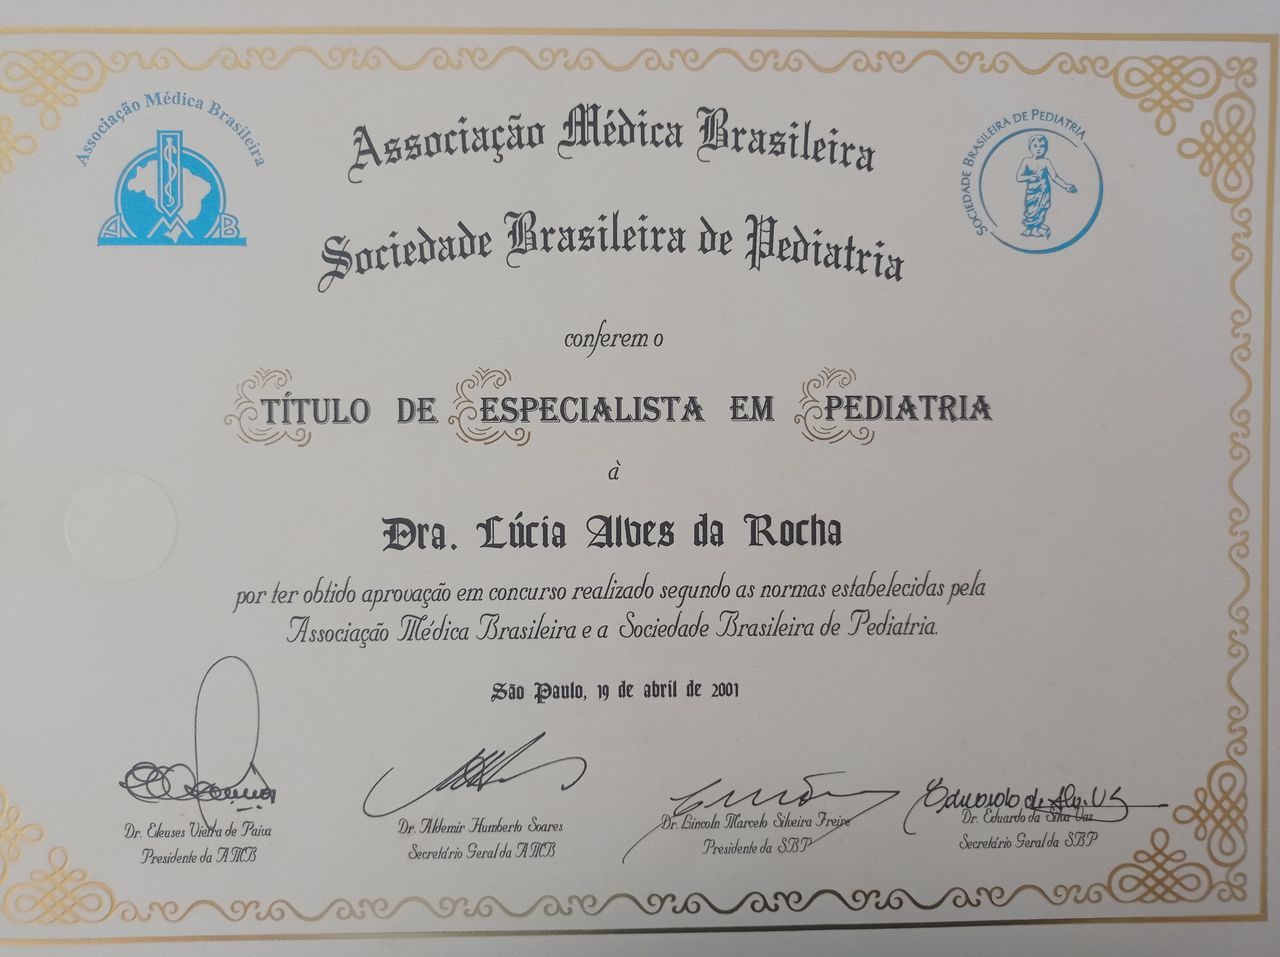 Associação Médica Brasileira
A B
SOCIEDADE BRASILEIRA DE PEDIATRIA
Associação Médica Brasileira
Sociedade Brasileira de Pediatria
conferem o
TÍTULO DE ESPECIALISTA EM PEDIATRIA
à
Dra. Lúcia Alves da Rocha
por ter obtido aprovação em concurso realizado segundo as normas estabelecidas pela
Associação Médica Brasileira e a Sociedade Brasileira de Pediatria.
São Paulo, 19 de abril de 2001
Dr. Eleuses Vieira de Paiva
Presidente da AMB
Dr. Aldemir Humberto Soares
Secretário Geral da AMB
Dr. Lincoln Marcelo Silveira Freire
Presidente da SBP
Dr. Eduardo da Silva Vaz
Secretário Geral da SBP